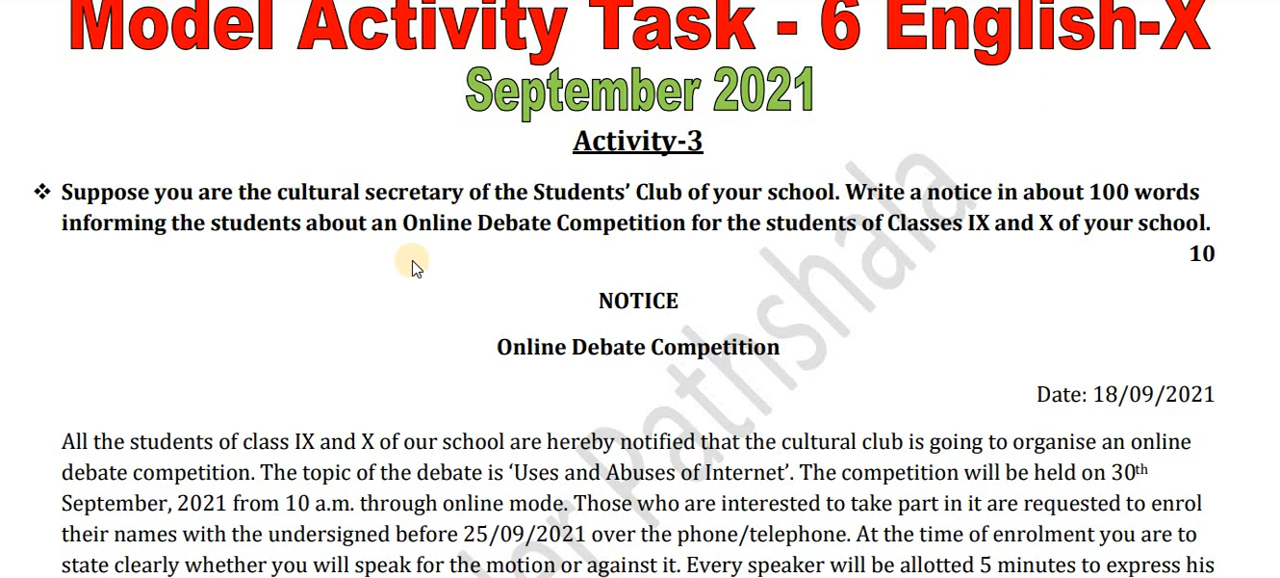 Model Activity Task - 6 English-X
September 2021
Activity-3
❖ Suppose you are the cultural secretary of the Students' Club of your school. Write a notice in about 100 words
informing the students about an Online Debate Competition for the students of Classes IX and X of your school.
10
NOTICE
Online Debate Competition
Date: 18/09/2021
All the students of class IX and X of our school are hereby notified that the cultural club is going to organise an online
debate competition. The topic of the debate is 'Uses and Abuses of Internet'. The competition will be held on 30th
September, 2021 from 10 a.m. through online mode. Those who are interested to take part in it are requested to enrol
their names with the undersigned before 25/09/2021 over the phone/telephone. At the time of enrolment you are to
state clearly whether you will speak for the motion or against it. Every speaker will be allotted 5 minutes to express his
Pathshala